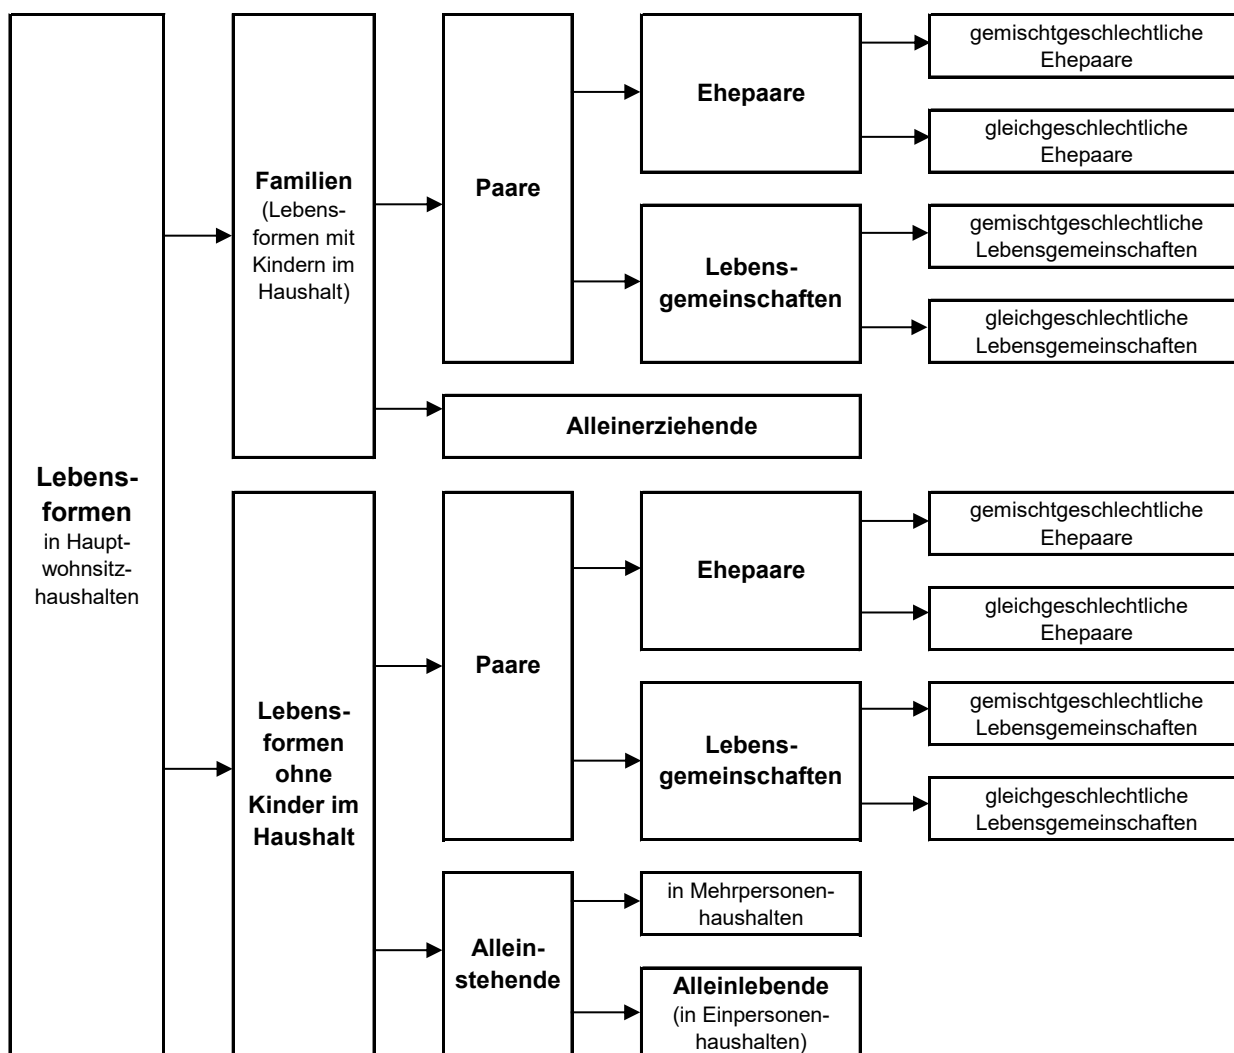 Lebens-
formen
in Haupt-
wohnsitz-
haushalten
Familien
(Lebens-
formen mit
Kindern im
Haushalt)
Paare
Ehepaare
gemischtgeschlechtliche
Ehepaare
gleichgeschlechtliche
Ehepaare
Lebens-
gemeinschaften
gemischtgeschlechtliche
Lebensgemeinschaften
gleichgeschlechtliche
Lebensgemeinschaften
Alleinerziehende
Lebens-
formen
ohne
Kinder im
Haushalt
Paare
Ehepaare
gemischtgeschlechtliche
Ehepaare
gleichgeschlechtliche
Ehepaare
Lebens-
gemeinschaften
gemischtgeschlechtliche
Lebensgemeinschaften
gleichgeschlechtliche
Lebensgemeinschaften
Allein-
stehende
in Mehrpersonen-
haushalten
Alleinlebende
(in Einpersonen-
haushalten)